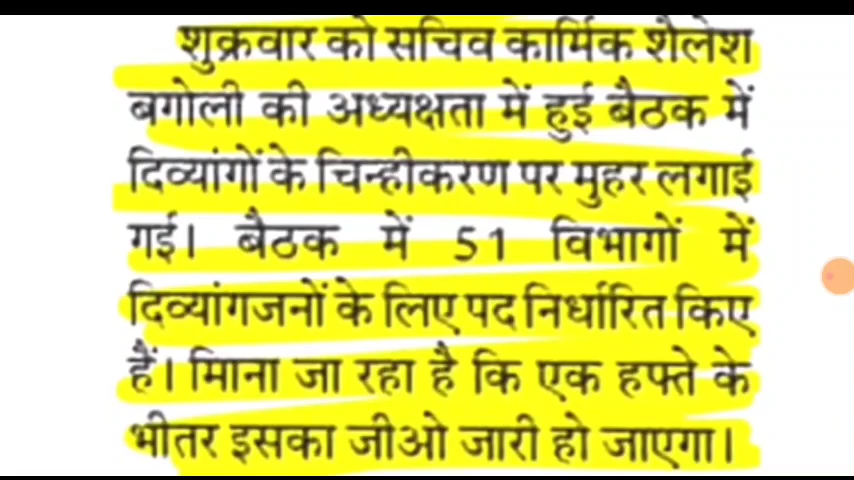 शुक्रवार को सचिव कार्मिक शैलेश
बगोली की अध्यक्षता में हुई बैठक में
दिव्यांगों के चिन्हीकरण पर मुहर लगाई
गई। बैठक में 51 विभागों में
दिव्यांगजनों के लिए पद निर्धारित किए
हैं। मिाना जा रहा है कि एक हफ्ते के
भीतर इसका जीओ जारी हो जाएगा।